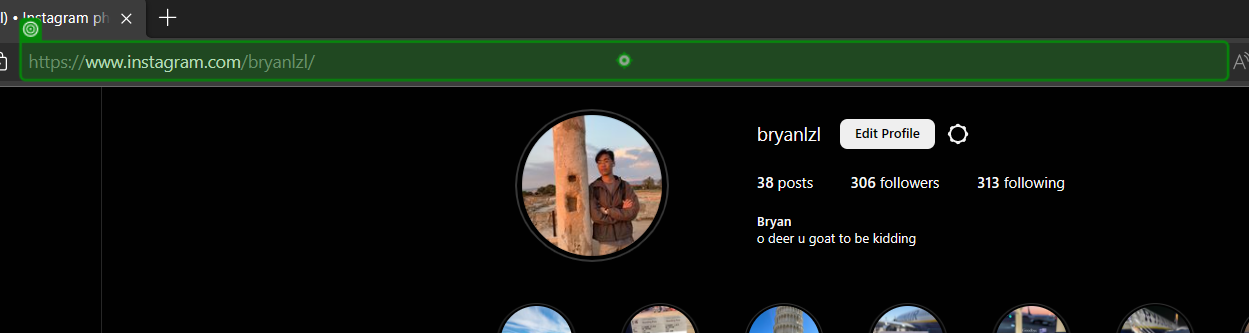 Instagram ph
https://www.instagram.com/bryanlzl/
bryanlzl Edit Profile
38 posts 306 followers 313 following
Bryan
o deer u goat to be kidding